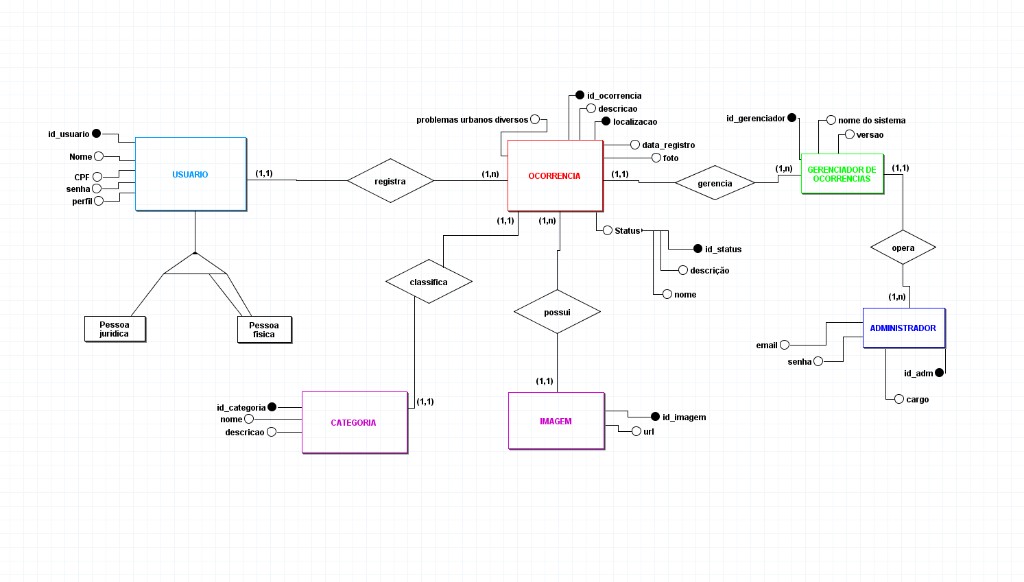 id_ocorrencia
descricao
problemas urbanos diversos
localizacao
id_gerenciador
nome do sistema
versao
id_usuario
Nome
CPF
senha
perfil
USUARIO
(1,1)
registra
(1,n)
OCORRENCIA
data_registro
foto
(1,1)
gerencia
(1,n)
GERENCIADOR DE
OCORRENCIAS
(1,1)
(1,1)
(1,n)
Status
id_status
descrição
nome
opera
(1,n)
classifica
possui
Pessoa
juridica
Pessoa
fisica
ADMINISTRADOR
email
senha
id_adm
cargo
(1,1)
(1,1)
id_categoria
nome
descricao
CATEGORIA
IMAGEM
id_imagem
url